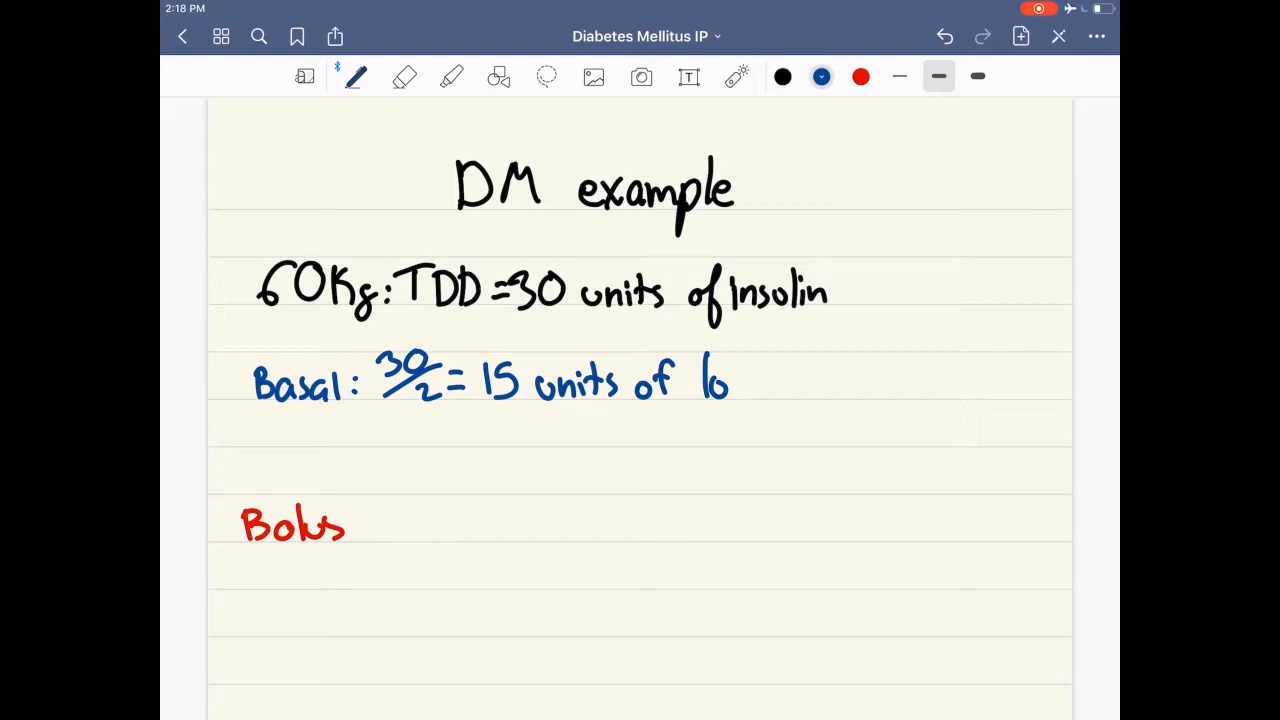 2:18 PM
Diabetes Mellitus IP
T
DM example
60Kg: TDD=30 units of Insolin
Basal: 30/2 = 15 units of lo
Bolus